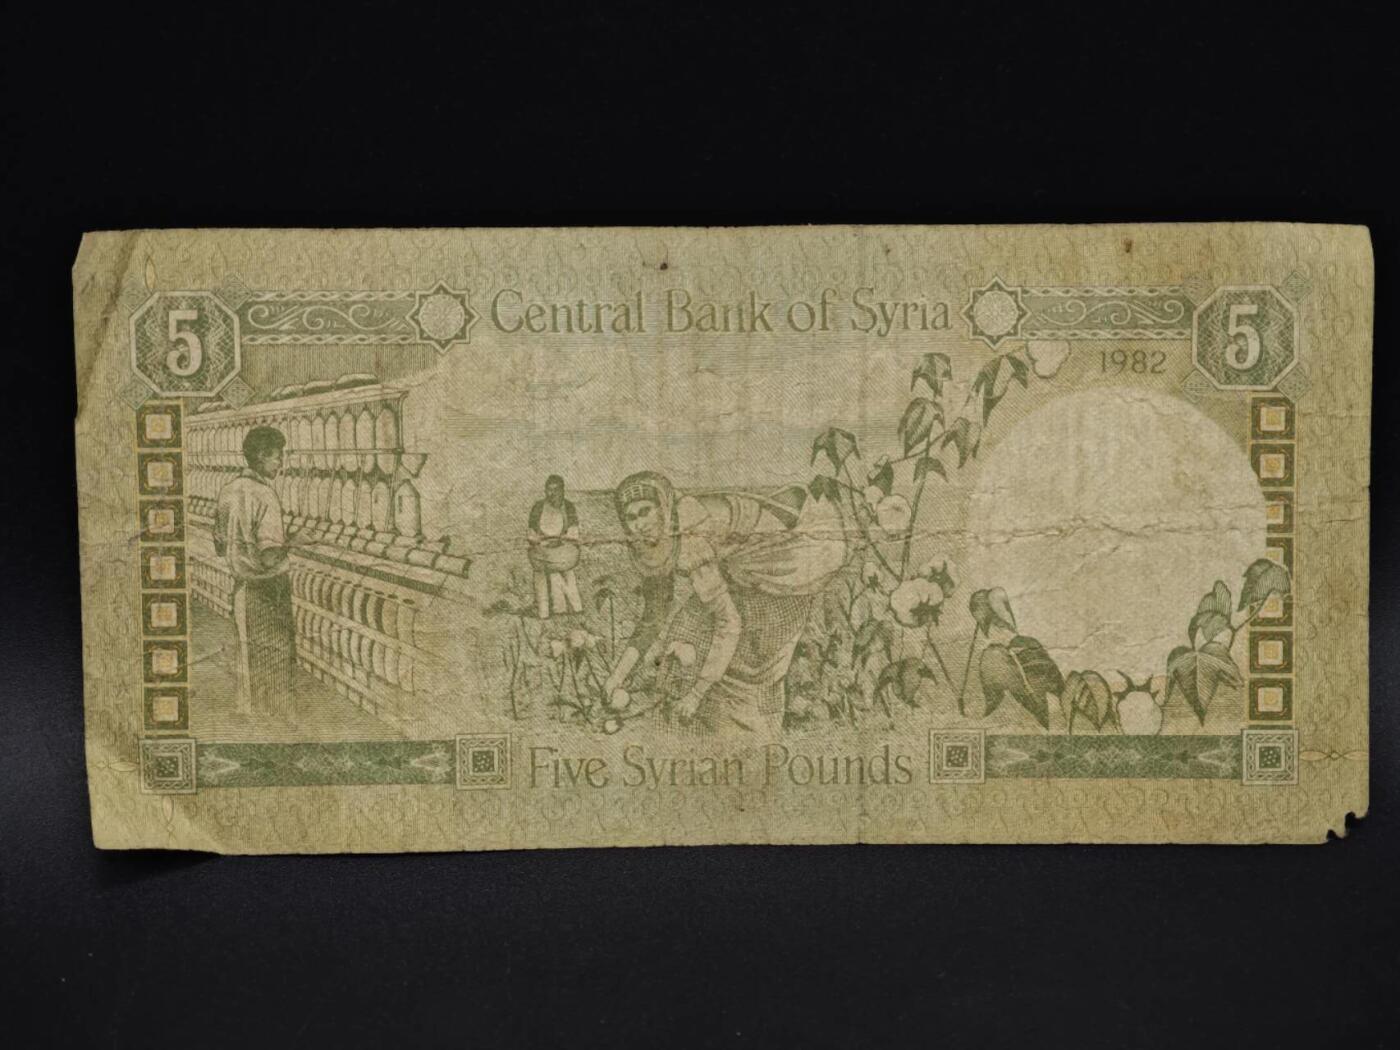 5 Central Bank of Syria 5
1982
Five Syrian Pounds